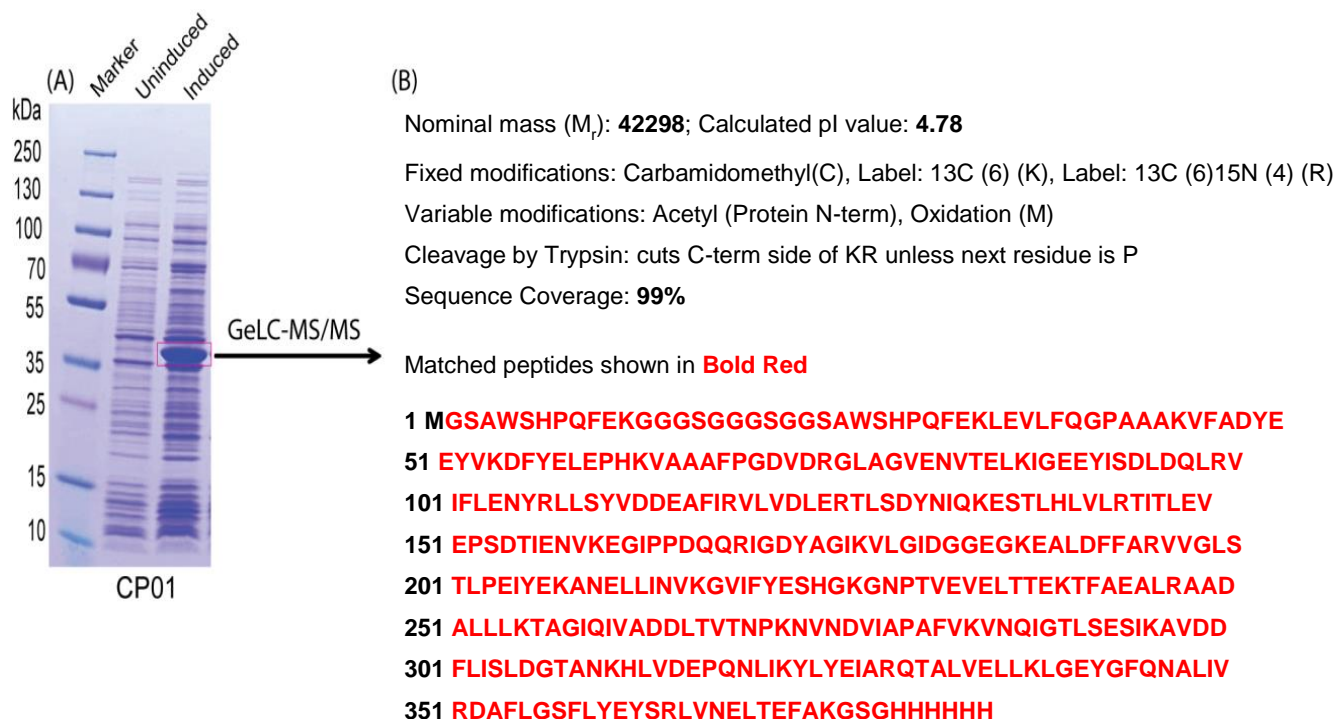 (A)
Marker
Uninduced
Induced
kDa
250
130
100
70
55
35
25
15
10
CP01
GeLC-MS/MS
(B)
Nominal mass (Mr): 42298; Calculated pI value: 4.78
Fixed modifications: Carbamidomethyl(C), Label: 13C (6) (K), Label: 13C (6)15N (4) (R)
Variable modifications: Acetyl (Protein N-term), Oxidation (M)
Cleavage by Trypsin: cuts C-term side of KR unless next residue is P
Sequence Coverage: 99%
Matched peptides shown in Bold Red
1 MGSAWSHPQFEKGGGSGGGSGGSAWSHPQFEKLEVLFQGPAAAKVFADYE
51 EYVKDFYELEPHKVAAAFPGDVDRGLAGVENVTELKIGEEYISDLDQLRV
101 IFLENYRLLSYVDDEAFIRVLVDLERTLSDYNIQKESTLHLVLRTITLEV
151 EPSDTIENVKEGIPPDQQRIGDYAGIKVLGIDGGEGKEALDFFARVVGLS
201 TLPEIYEKANELLINVKGVIFYESHGKGNPTVEVELTTEKTFAEALRAAD
251 ALLLKTAGIQIVADDLTVTNPKNVNDVIAPAFVKVNQIGTLSESIKAVDD
301 FLISLDGTANKHLVDEPQNLIKYLYEIARQTALVELLKLGEYGFQNALIV
351 RDAFLGSFLYEYSRLVNELTEFAKGSGHHHHHH